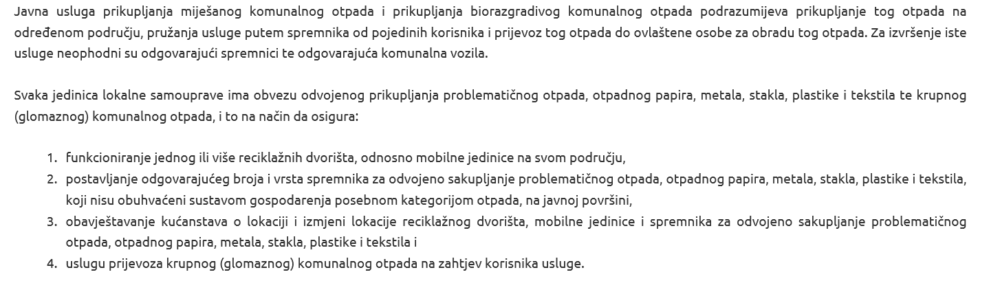 Javna usluga prikupljanja miješanog komunalnog otpada i prikupljanja biorazgradivog komunalnog otpada podrazumijeva prikupljanje tog otpada na
određenom području, pružanja usluge putem spremnika od pojedinih korisnika i prijevoz tog otpada do ovlaštene osobe za obradu tog otpada. Za izvršenje iste
usluge neophodni su odgovarajući spremnici te odgovarajuća komunalna vozila.
Svaka jedinica lokalne samouprave ima obvezu odvojenog prikupljanja problematičnog otpada, otpadnog papira, metala, stakla, plastike i tekstila te krupnog
(glomaznog) komunalnog otpada, i to na način da osigura:
1. funkcioniranje jednog ili više reciklažnih dvorišta, odnosno mobilne jedinice na svom području,
2. postavljanje odgovarajućeg broja i vrsta spremnika za odvojeno sakupljanje problematičnog otpada, otpadnog papira, metala, stakla, plastike i tekstila,
koji nisu obuhvaćeni sustavom gospodarenja posebnom kategorijom otpada, na javnoj površini,
3. obavještavanje kućanstava o lokaciji i izmjeni lokacije reciklažnog dvorišta, mobilne jedinice i spremnika za odvojeno sakupljanje problematičnog
otpada, otpadnog papira, metala, stakla, plastike i tekstila i
4. uslugu prijevoza krupnog (glomaznog) komunalnog otpada na zahtjev korisnika usluge.